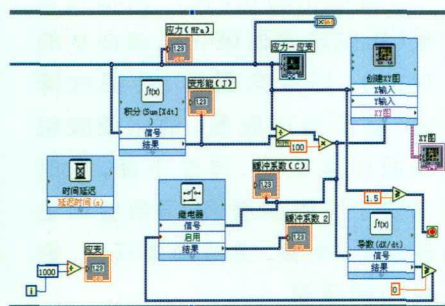 应力(MPa)
应力-应变
创建XY图
X输入
Y输入
XY图
XY图
变形能(J)
积分(Sum[Xdt]
)
信号
结果
100
缓冲系数(C)
1.5
时间延迟
延迟时间(s)
继电器
信号
启用
结果
缓冲系数 2
导数(dX/dt)
信号
结果
应变
1000
i
0